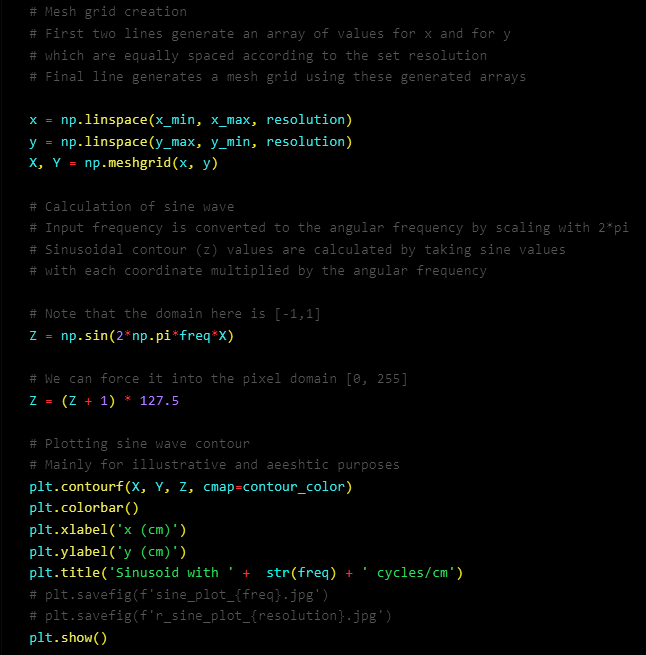 # Mesh grid creation
# First two lines generate an array of values for x and for y
# which are equally spaced according to the set resolution
# Final line generates a mesh grid using these generated arrays
x = np.linspace(x_min, x_max, resolution)
y = np.linspace(y_max, y_min, resolution)
X, Y = np.meshgrid(x, y)
# Calculation of sine wave
# Input frequency is converted to the angular frequency by scaling with 2*pi
# Sinusoidal contour (z) values are calculated by taking sine values
# with each coordinate multiplied by the angular frequency
# Note that the domain here is [-1,1]
Z = np.sin(2*np.pi*freq*X)
# We can force it into the pixel domain [0, 255]
Z = (Z + 1) * 127.5
# Plotting sine wave contour
# Mainly for illustrative and aeeshtic purposes
plt.contourf(X, Y, Z, cmap=contour_color)
plt.colorbar()
plt.xlabel('x (cm)')
plt.ylabel('y (cm)')
plt.title('Sinusoid with ' +  str(freq) + ' cycles/cm')
# plt.savefig(f'sine_plot_{freq}.jpg')
# plt.savefig(f'r_sine_plot_{resolution}.jpg')
plt.show()